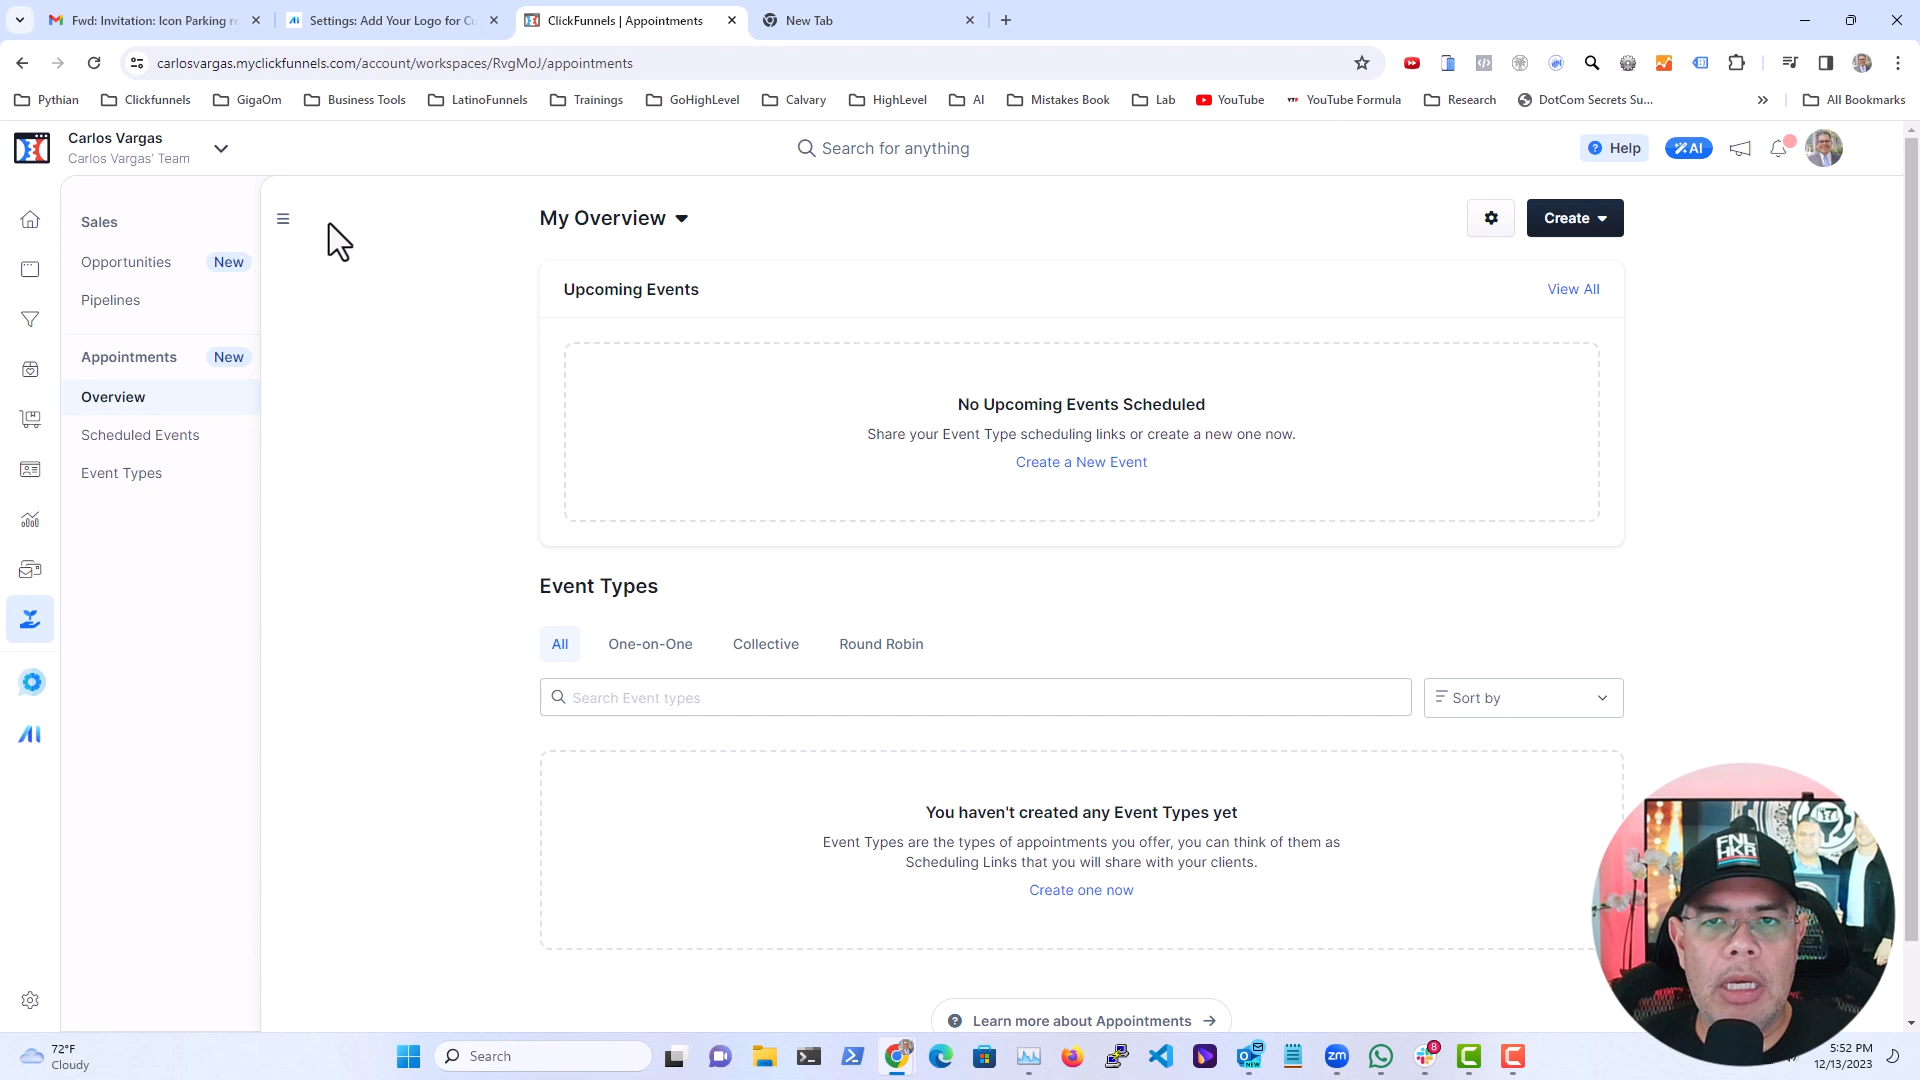 Fwd: Invitation: Icon Parking re
Settings: Add Your Logo for Cu
ClickFunnels | Appointments
New Tab
carlosvargas.myclickfunnels.com/account/workspaces/RvgMoJ/appointments
Pythian
Clickfunnels
GigaOm
Business Tools
LatinoFunnels
Trainings
GoHighLevel
Calvary
HighLevel
AI
Mistakes Book
Lab
YouTube
YouTube Formula
Research
DotCom Secrets Su...
All Bookmarks
Carlos Vargas
Carlos Vargas' Team
Search for anything
Help
AI
Sales
Opportunities New
Pipelines
Appointments New
Overview
Scheduled Events
Event Types
My Overview
Create
Upcoming Events
View All
No Upcoming Events Scheduled
Share your Event Type scheduling links or create a new one now.
Create a New Event
Event Types
All
One-on-One
Collective
Round Robin
Search Event types
Sort by
You haven't created any Event Types yet
Event Types are the types of appointments you offer, you can think of them as
Scheduling Links that you will share with your clients.
Create one now
Learn more about Appointments
FNL
HKR
72°F
Cloudy
Search
NEW
zm
8
5:52 PM
12/13/2023